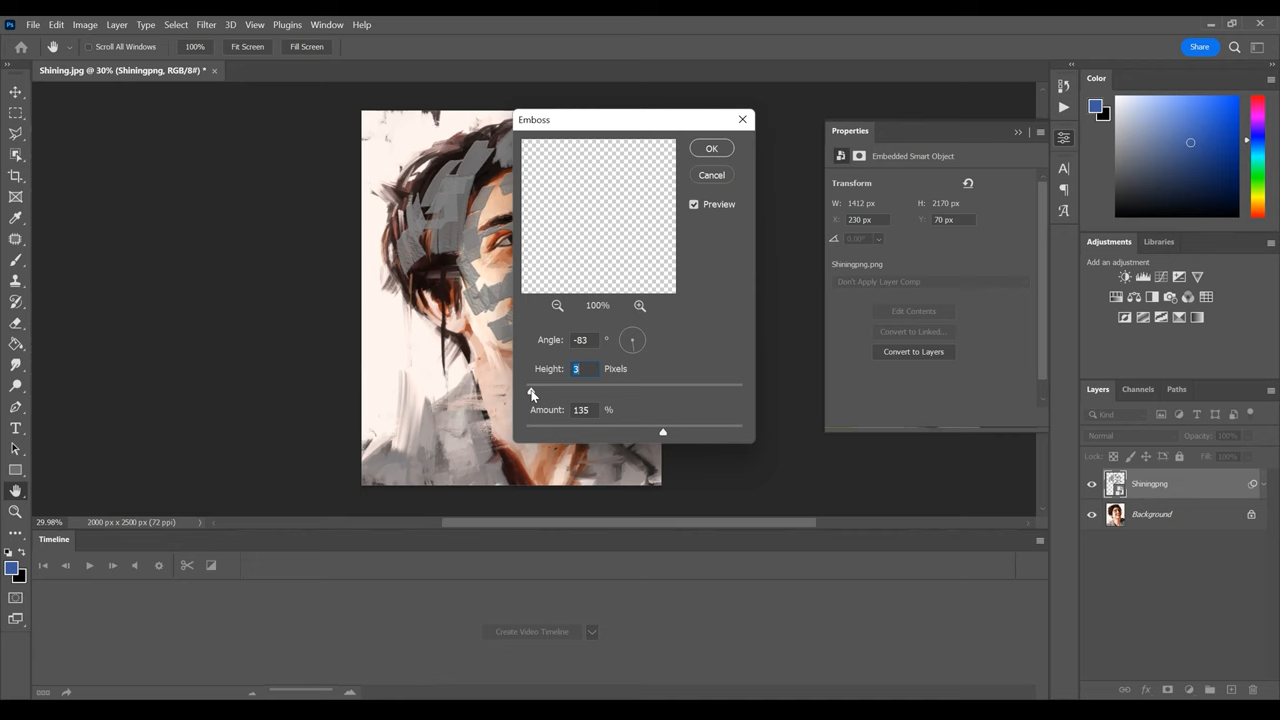 Ps File Edit Image Layer Type Select Filter 3D View Plugins Window Help
Scroll All Windows 100% Fit Screen Fill Screen Share
Shining.jpg @ 30% (Shiningpng, RGB/8#) *
Emboss
OK
Cancel
Preview
100%
Angle: -83 °
Height: 3 Pixels
Amount: 135 %
Properties
Embedded Smart Object
Transform
W: 1412 px H: 2170 px
X: 230 px Y: 70 px
0.00°
Shiningpng.png
Don't Apply Layer Comp
Edit Contents
Convert to Linked...
Convert to Layers
Color
Adjustments Libraries
Add an adjustment
Layers Channels Paths
Kind
Normal Opacity: 100%
Lock: Fill: 100%
Shiningpng
Background
29.98% 2000 px x 2500 px (72 ppi)
Timeline
Create Video Timeline